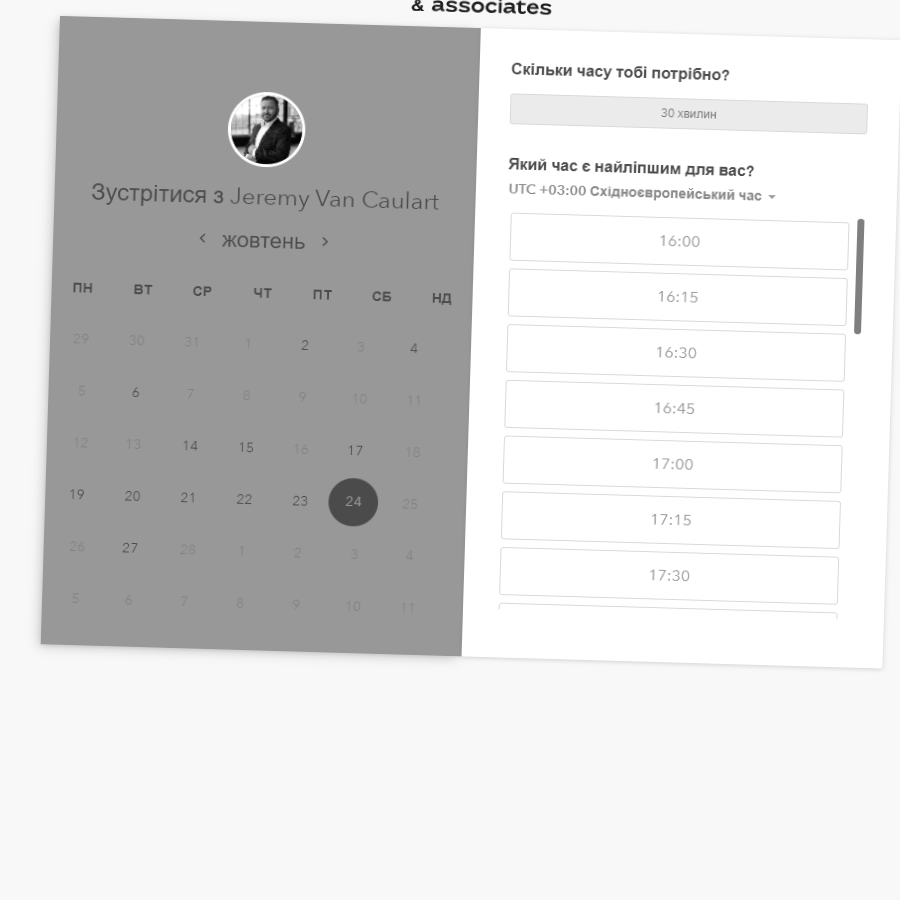 & associates
Зустрітися з Jeremy Van Caulart
жовтень
ПН ВТ СР ЧТ ПТ СБ НД
29 30 31 1 2 3 4
5 6 7 8 9 10 11
12 13 14 15 16 17 18
19 20 21 22 23 24 25
26 27 28 1 2 3 4
5 6 7 8 9 10 11
Скільки часу тобі потрібно?
30 хвилин
Який час є найліпшим для вас?
UTC +03:00 Східноєвропейський час
16:00
16:15
16:30
16:45
17:00
17:15
17:30